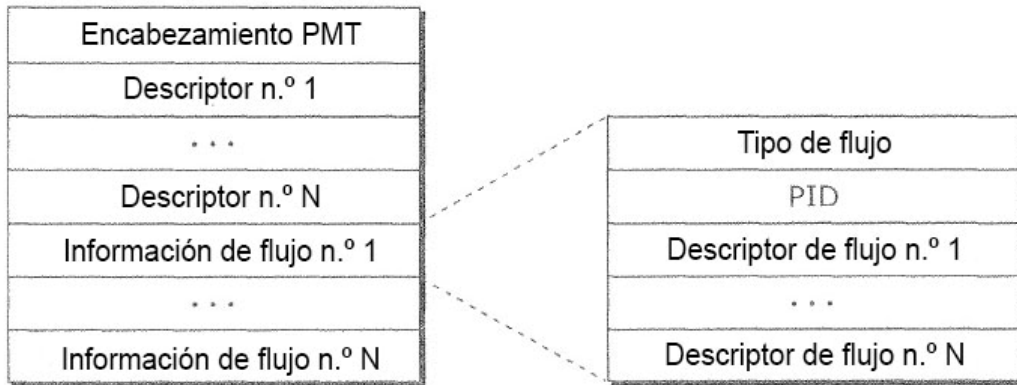 Encabezamiento PMT
Descriptor n.º 1
...
Descriptor n.º N
Información de flujo n.º 1
...
Información de flujo n.º N
Tipo de flujo
PID
Descriptor de flujo n.º 1
...
Descriptor de flujo n.º N